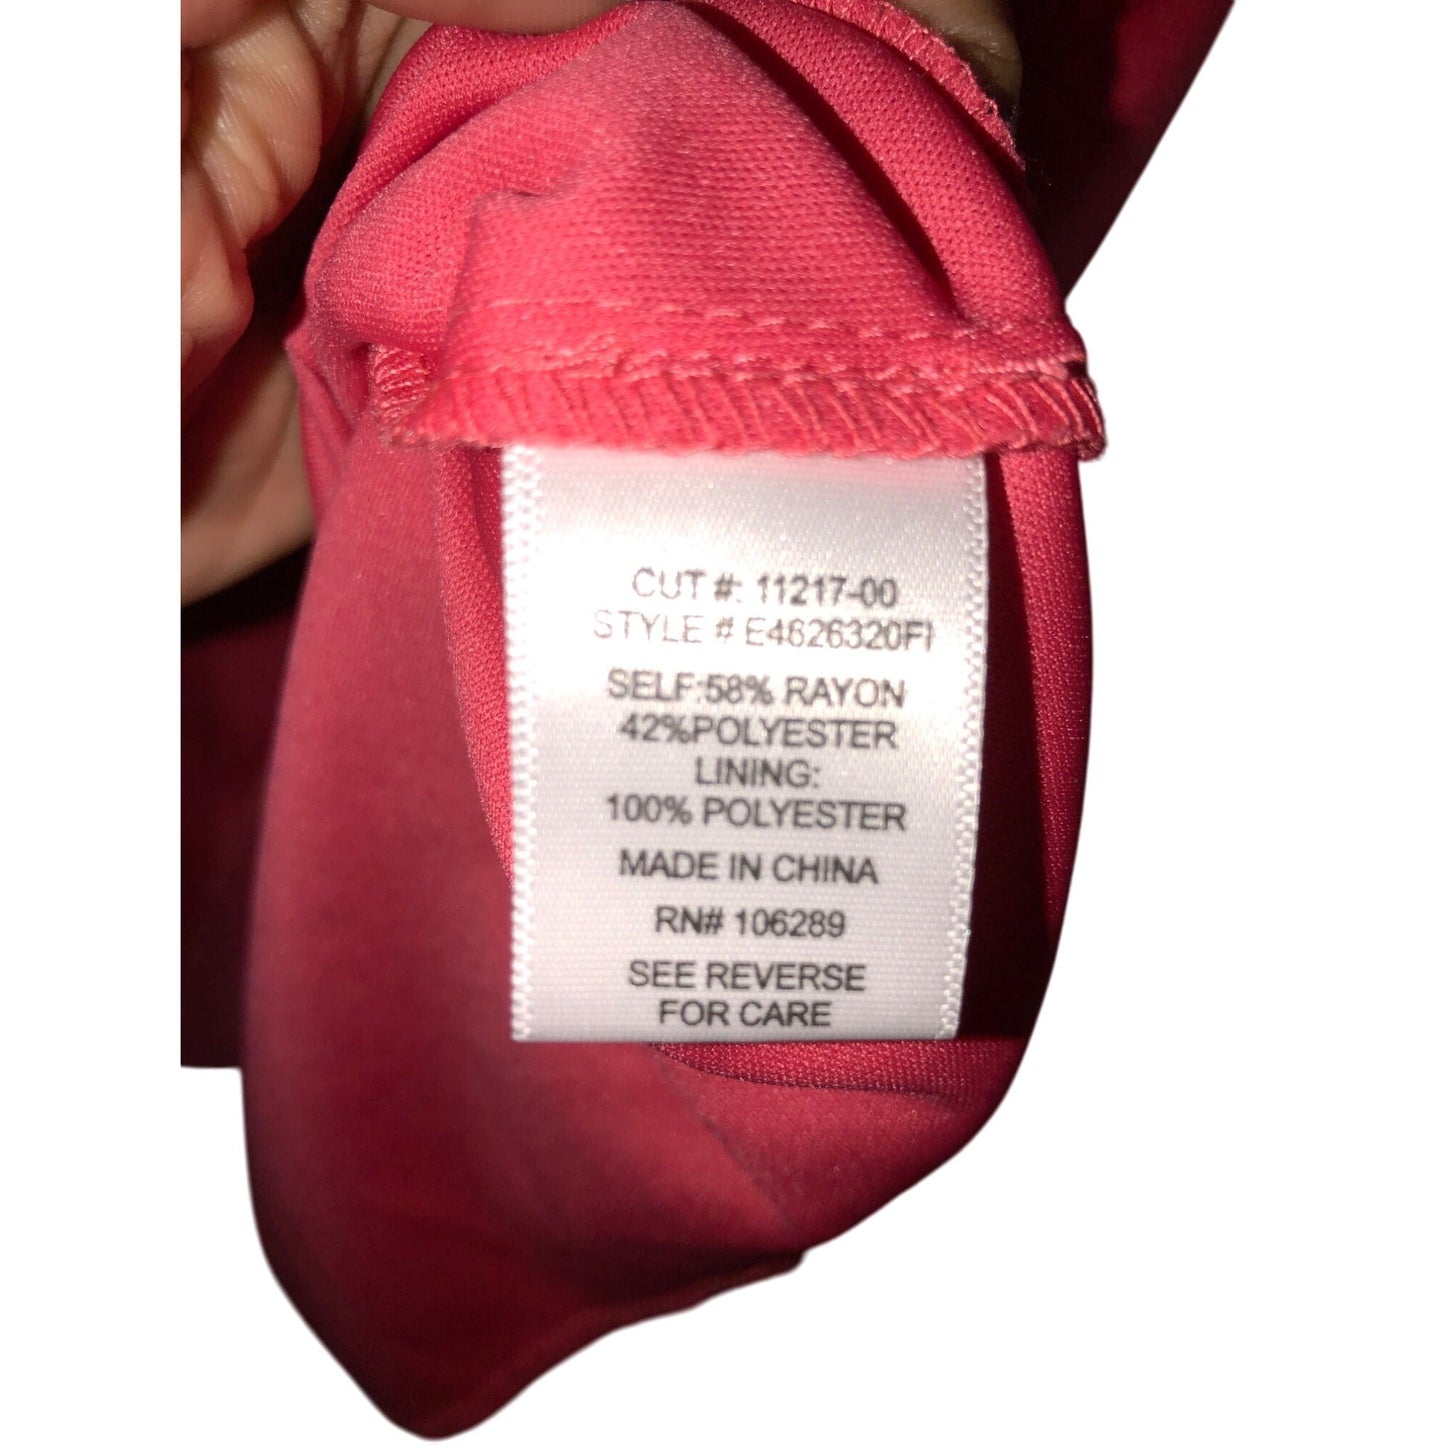 CUT #: 11217-00
STYLE # E4626320FI
SELF:58% RAYON
42%POLYESTER
LINING:
100% POLYESTER
MADE IN CHINA
RN# 106289
SEE REVERSE
FOR CARE